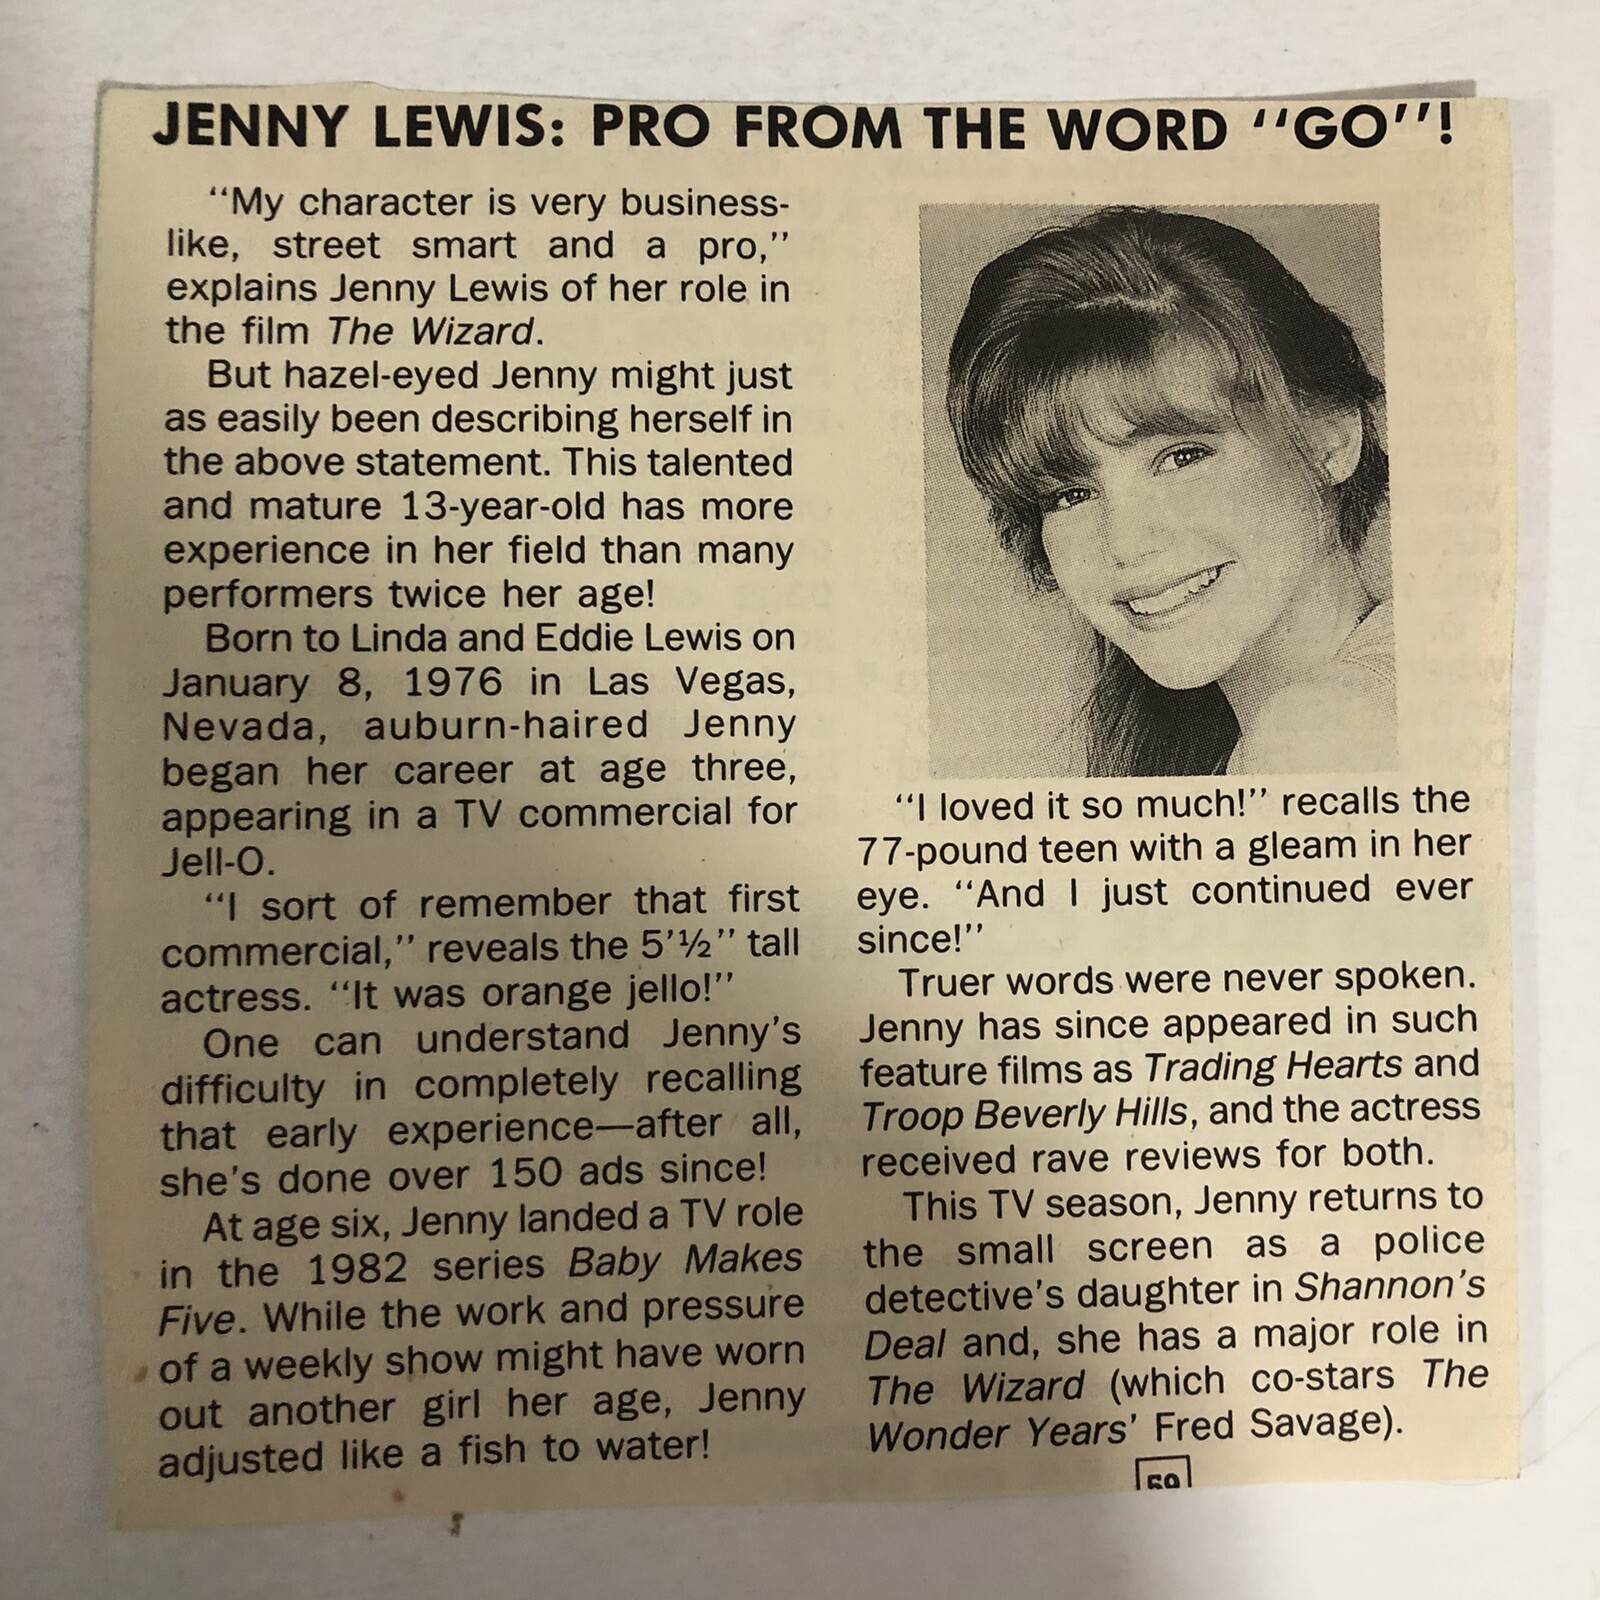 JENNY LEWIS: PRO FROM THE WORD "GO"!
"My character is very business-
like, street smart and a pro,"
explains Jenny Lewis of her role in
the film The Wizard.
But hazel-eyed Jenny might just
as easily been describing herself in
the above statement. This talented
and mature 13-year-old has more
experience in her field than many
performers twice her age!
Born to Linda and Eddie Lewis on
January 8, 1976 in Las Vegas,
Nevada, auburn-haired Jenny
began her career at age three,
appearing in a TV commercial for
Jell-O.
"I sort of remember that first
commercial," reveals the 5'½" tall
actress. "It was orange jello!"
One can understand Jenny's
difficulty in completely recalling
that early experience—after all,
she's done over 150 ads since!
At age six, Jenny landed a TV role
in the 1982 series Baby Makes
Five. While the work and pressure
of a weekly show might have worn
out another girl her age, Jenny
adjusted like a fish to water!
"I loved it so much!" recalls the
77-pound teen with a gleam in her
eye. "And I just continued ever
since!"
Truer words were never spoken.
Jenny has since appeared in such
feature films as Trading Hearts and
Troop Beverly Hills, and the actress
received rave reviews for both.
This TV season, Jenny returns to
the small screen as a police
detective's daughter in Shannon's
Deal and, she has a major role in
The Wizard (which co-stars The
Wonder Years' Fred Savage).
59